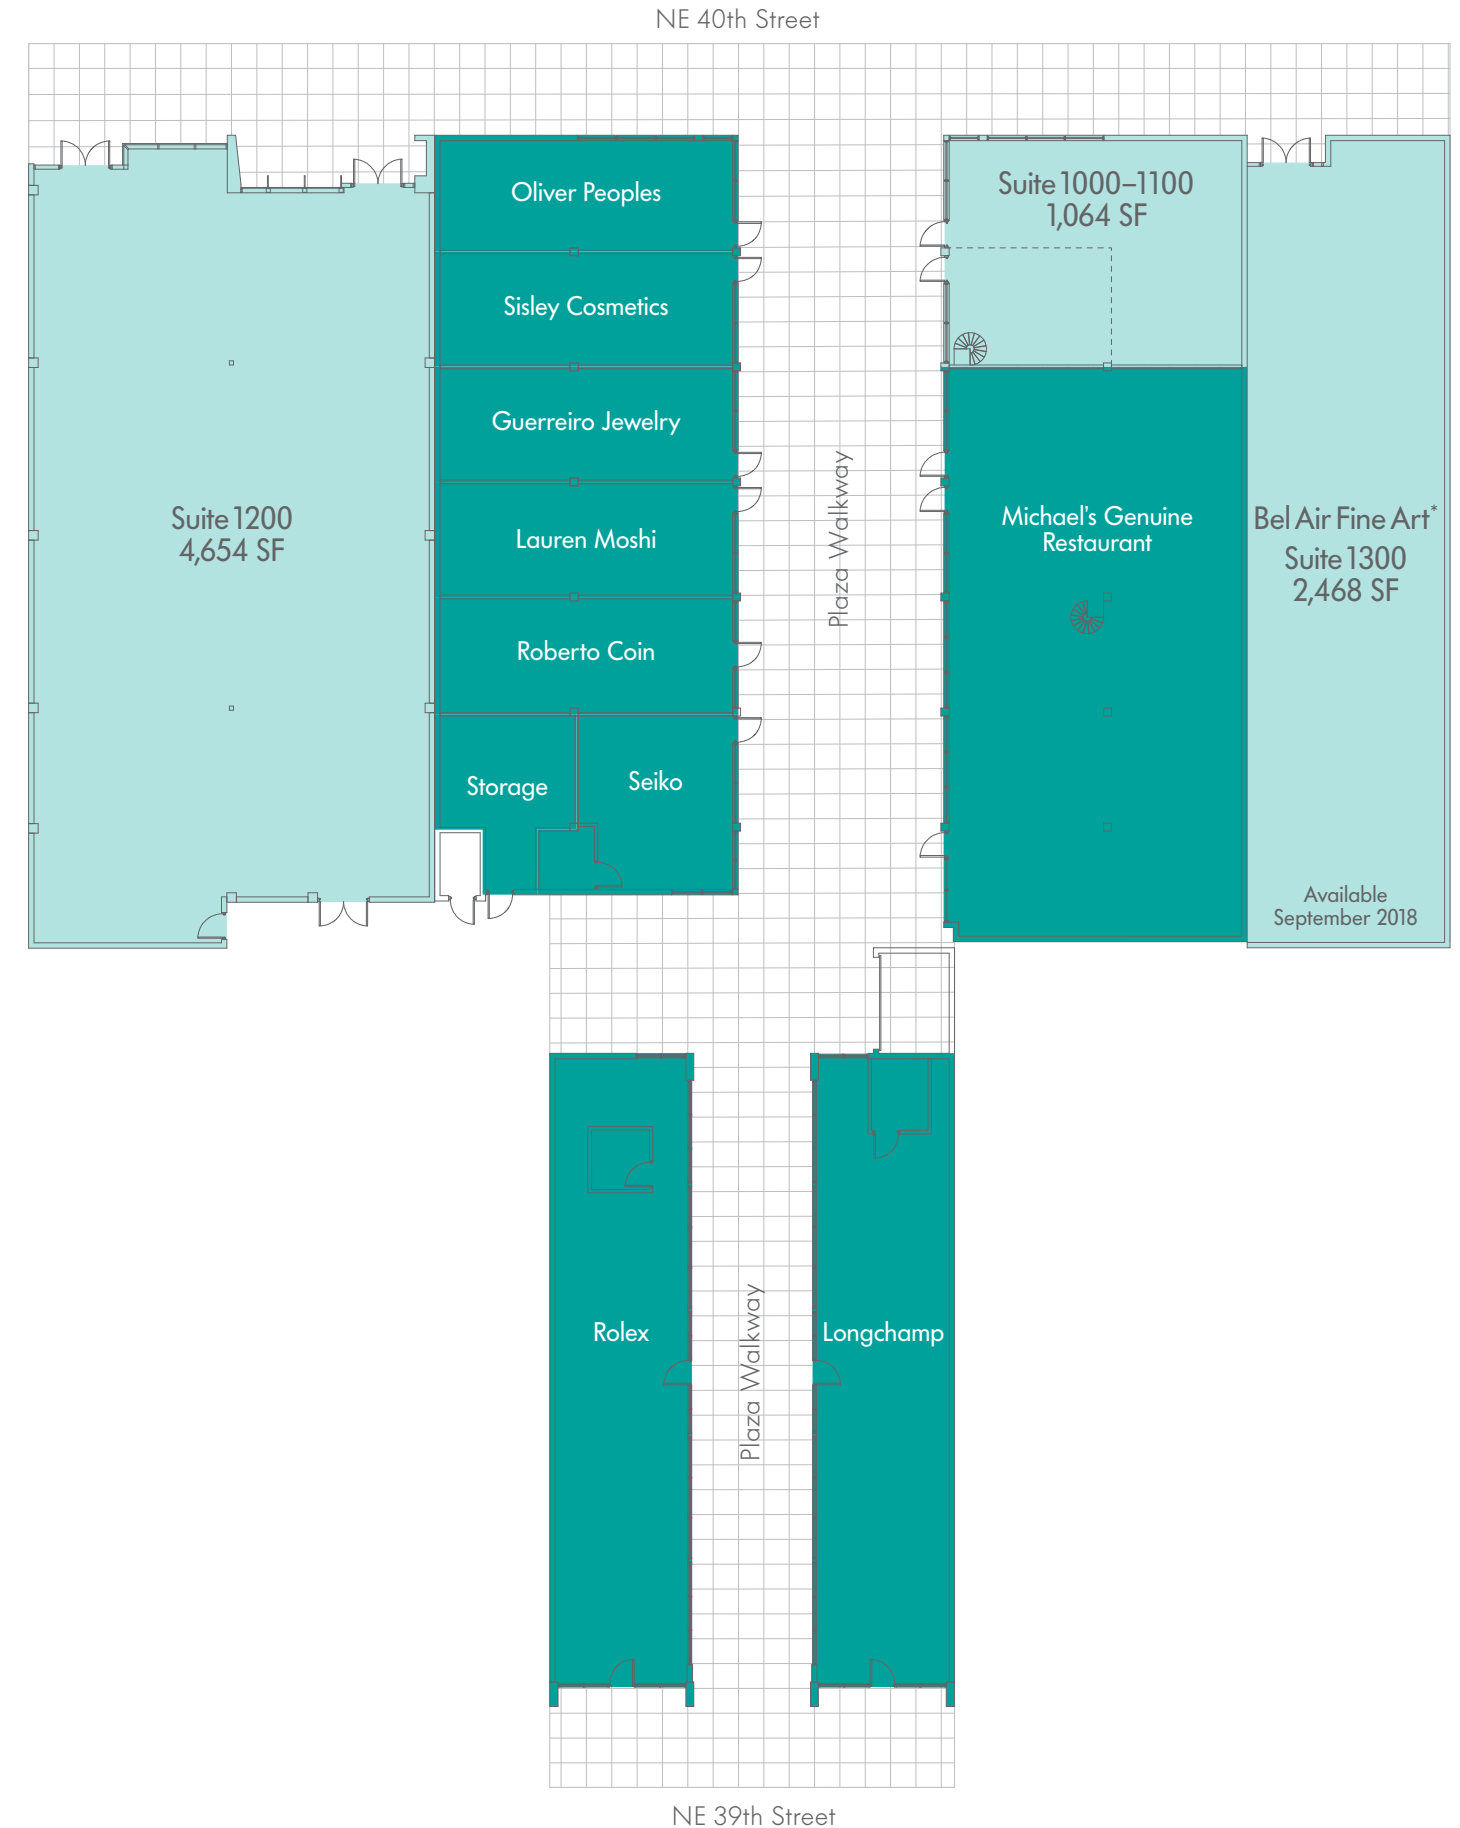 NE 40th Street
Oliver Peoples
Suite 1000–1100
1,064 SF
Sisley Cosmetics
Guerreiro Jewelry
Suite 1200
4,654 SF
Lauren Moshi
Plaza Walkway
Michael's Genuine
Restaurant
Bel Air Fine Art*
Suite 1300
2,468 SF
Roberto Coin
Storage
Seiko
Available
September 2018
Rolex
Plaza Walkway
Longchamp
NE 39th Street